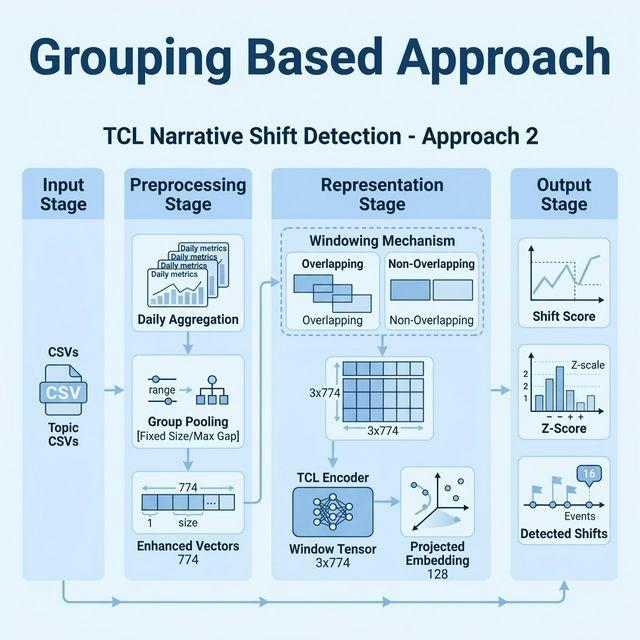 Grouping Based Approach
TCL Narrative Shift Detection - Approach 2
Input
Stage
CSVs
CSV
Topic
CSVs
Preprocessing
Stage
Daily metrics
Daily metrics
Daily metrics
Daily metrics
Daily Aggregation
range
Group Pooling
[Fixed Size/Max Gap]
774
...
1
size
Enhanced Vectors
774
Representation
Stage
Windowing Mechanism
Overlapping
Overlapping
Non-Overlapping
Non-Overlapping
3x774
3x774
TCL Encoder
Window Tensor
3x774
Projected
Embedding
128
Output
Stage
Shift Score
Z-scale
2
2
1
Z-Score
16
Events
Detected Shifts